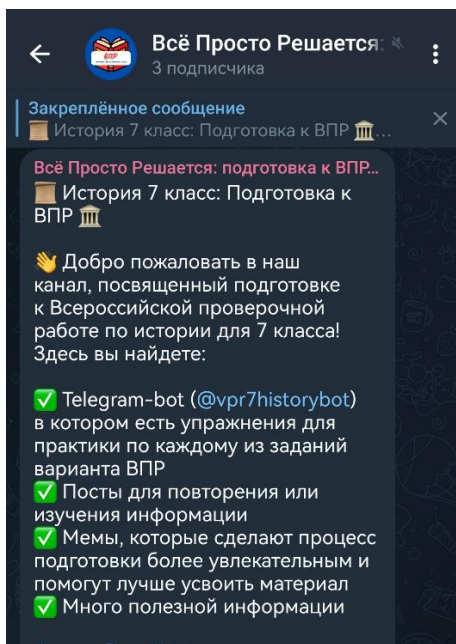 Всё Просто Решается:
3 подписчика
Закреплённое сообщение
📜 История 7 класс: Подготовка к ВПР 🏛️...
Всё Просто Решается: подготовка к ВПР...
📜 История 7 класс: Подготовка к
ВПР 🏛️
👋 Добро пожаловать в наш
канал, посвященный подготовке
к Всероссийской проверочной
работе по истории для 7 класса!
Здесь вы найдете:
✅ Telegram-bot (@vpr7historybot)
в котором есть упражнения для
практики по каждому из заданий
варианта ВПР
✅ Посты для повторения или
изучения информации
✅ Мемы, которые сделают процесс
подготовки более увлекательным и
помогут лучше усвоить материал
✅ Много полезной информации